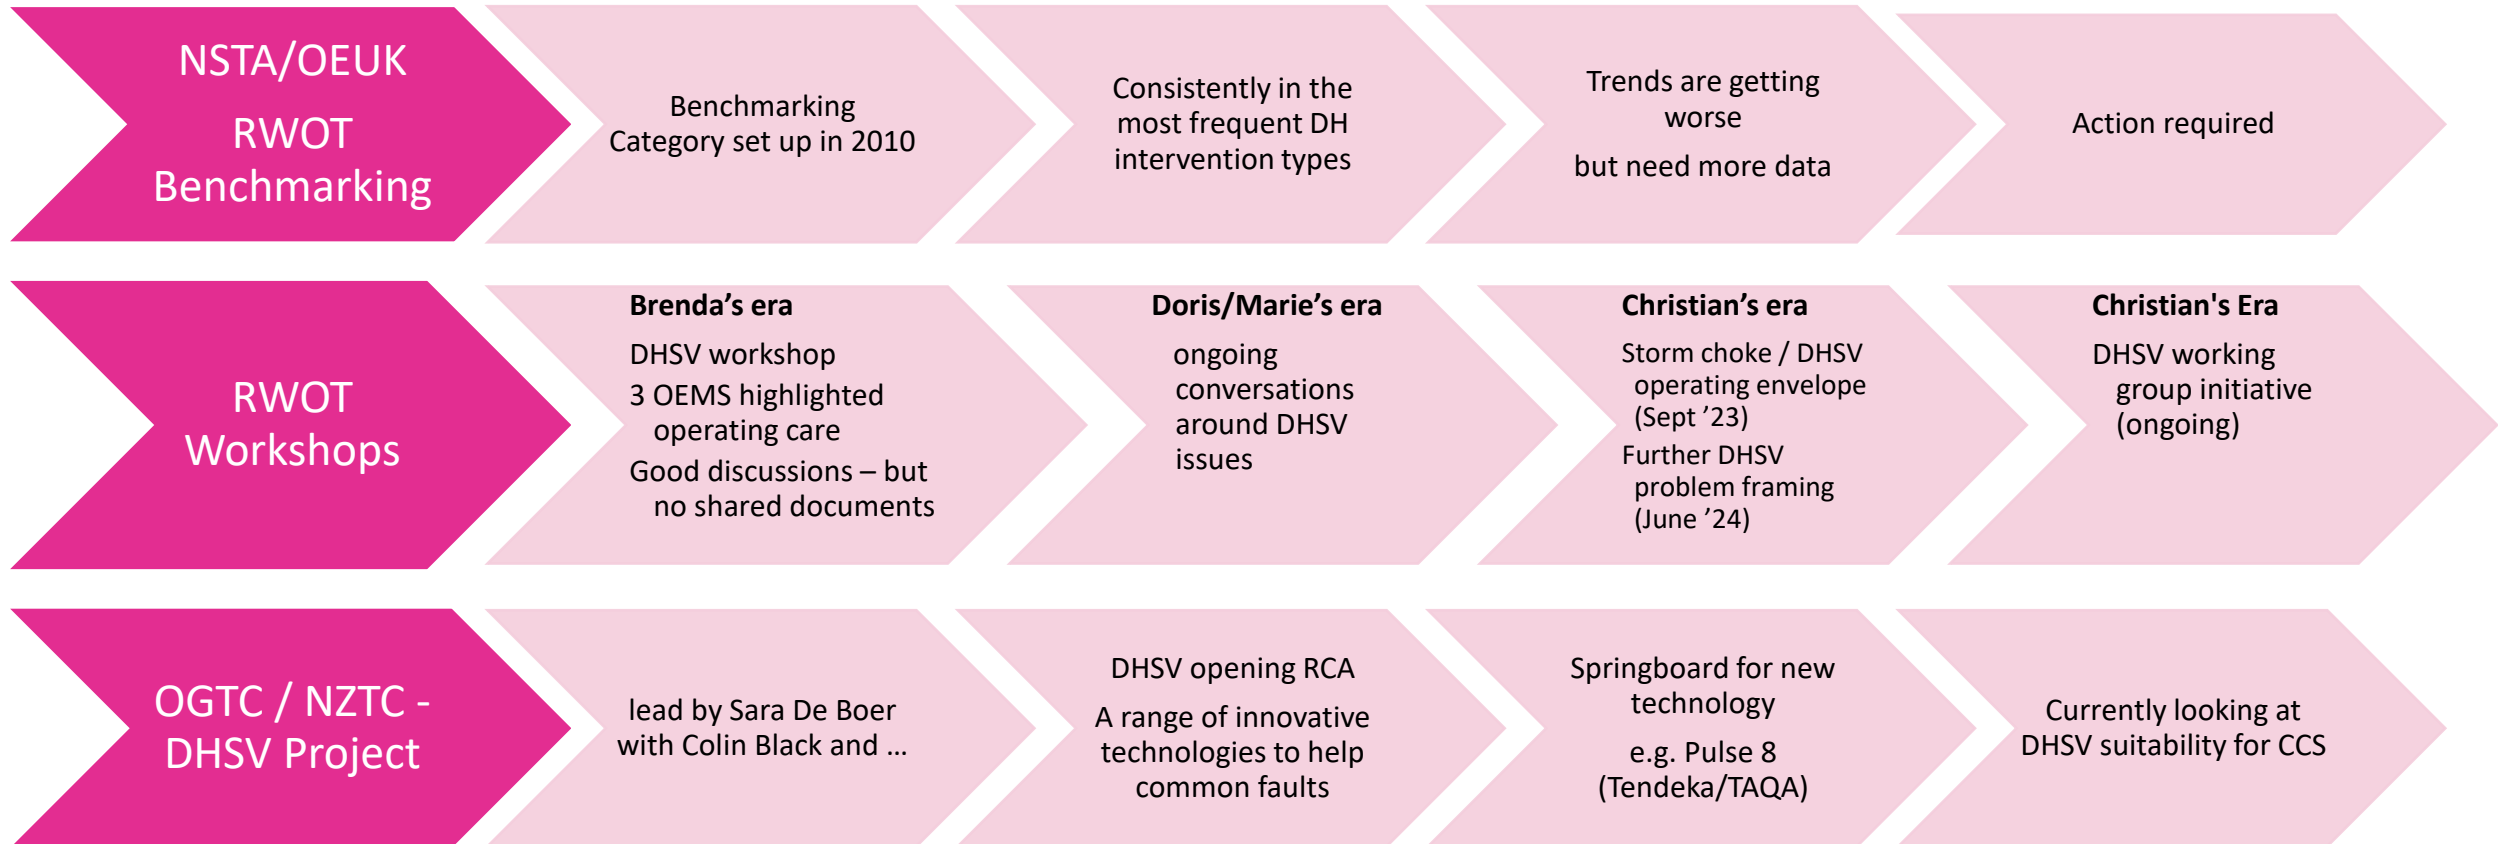 NSTA/OEUK
RWOT
Benchmarking
Benchmarking
Category set up in 2010
Consistently in the
most frequent DH
intervention types
Trends are getting
worse
but need more data
Action required
RWOT
Workshops
Brenda’s era
DHSV workshop
3 OEMS highlighted
operating care
Good discussions – but
no shared documents
Doris/Marie’s era
ongoing
conversations
around DHSV
issues
Christian’s era
Storm choke / DHSV
operating envelope
(Sept ’23)
Further DHSV
problem framing
(June ’24)
Christian's Era
DHSV working
group initiative
(ongoing)
OGTC / NZTC -
DHSV Project
lead by Sara De Boer
with Colin Black and ...
DHSV opening RCA
A range of innovative
technologies to help
common faults
Springboard for new
technology
e.g. Pulse 8
(Tendeka/TAQA)
Currently looking at
DHSV suitability for CCS